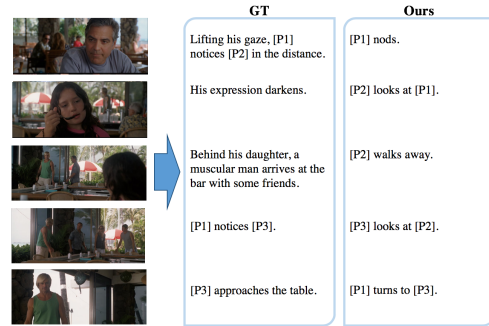 GT
Ours
Lifting his gaze, [P1]
notices [P2] in the distance.
[P1] nods.
His expression darkens.
[P2] looks at [P1].
Behind his daughter, a
muscular man arrives at the
bar with some friends.
[P2] walks away.
[P1] notices [P3].
[P3] looks at [P2].
[P3] approaches the table.
[P1] turns to [P3].